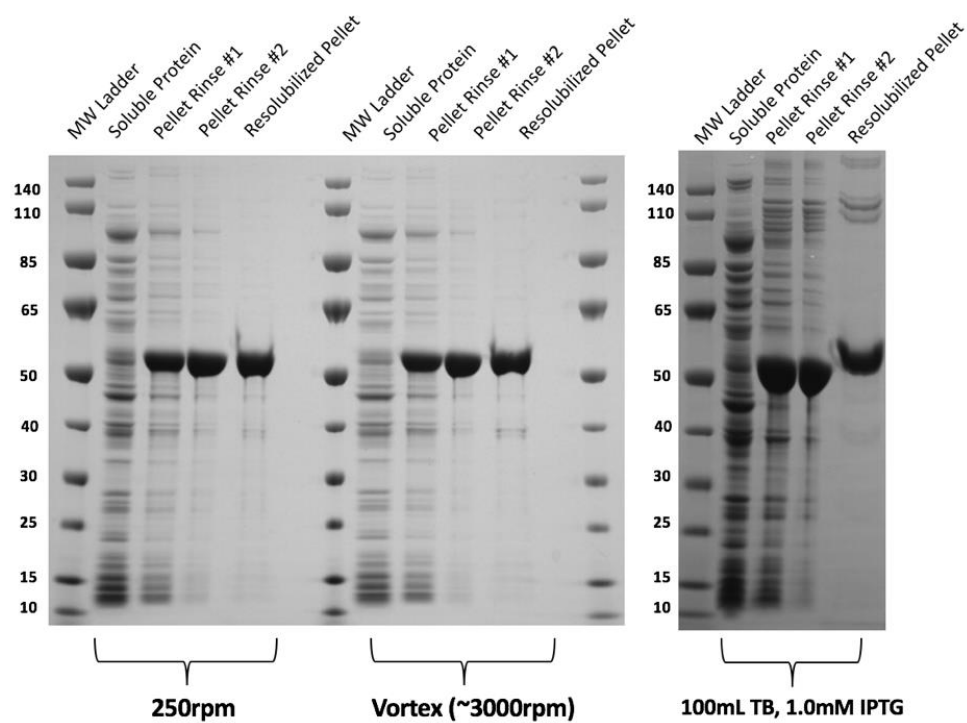 MW Ladder
Soluble Protein
Pellet Rinse #1
Pellet Rinse #2
Resolubilized Pellet
MW Ladder
Soluble Protein
Pellet Rinse #1
Pellet Rinse #2
Resolubilized Pellet
MW Ladder
Soluble Protein
Pellet Rinse #1
Pellet Rinse #2
Resolubilized Pellet
140
110
85
65
50
40
30
25
15
10
140
110
85
65
50
40
30
25
15
10
250rpm
Vortex (~3000rpm)
100mL TB, 1.0mM IPTG